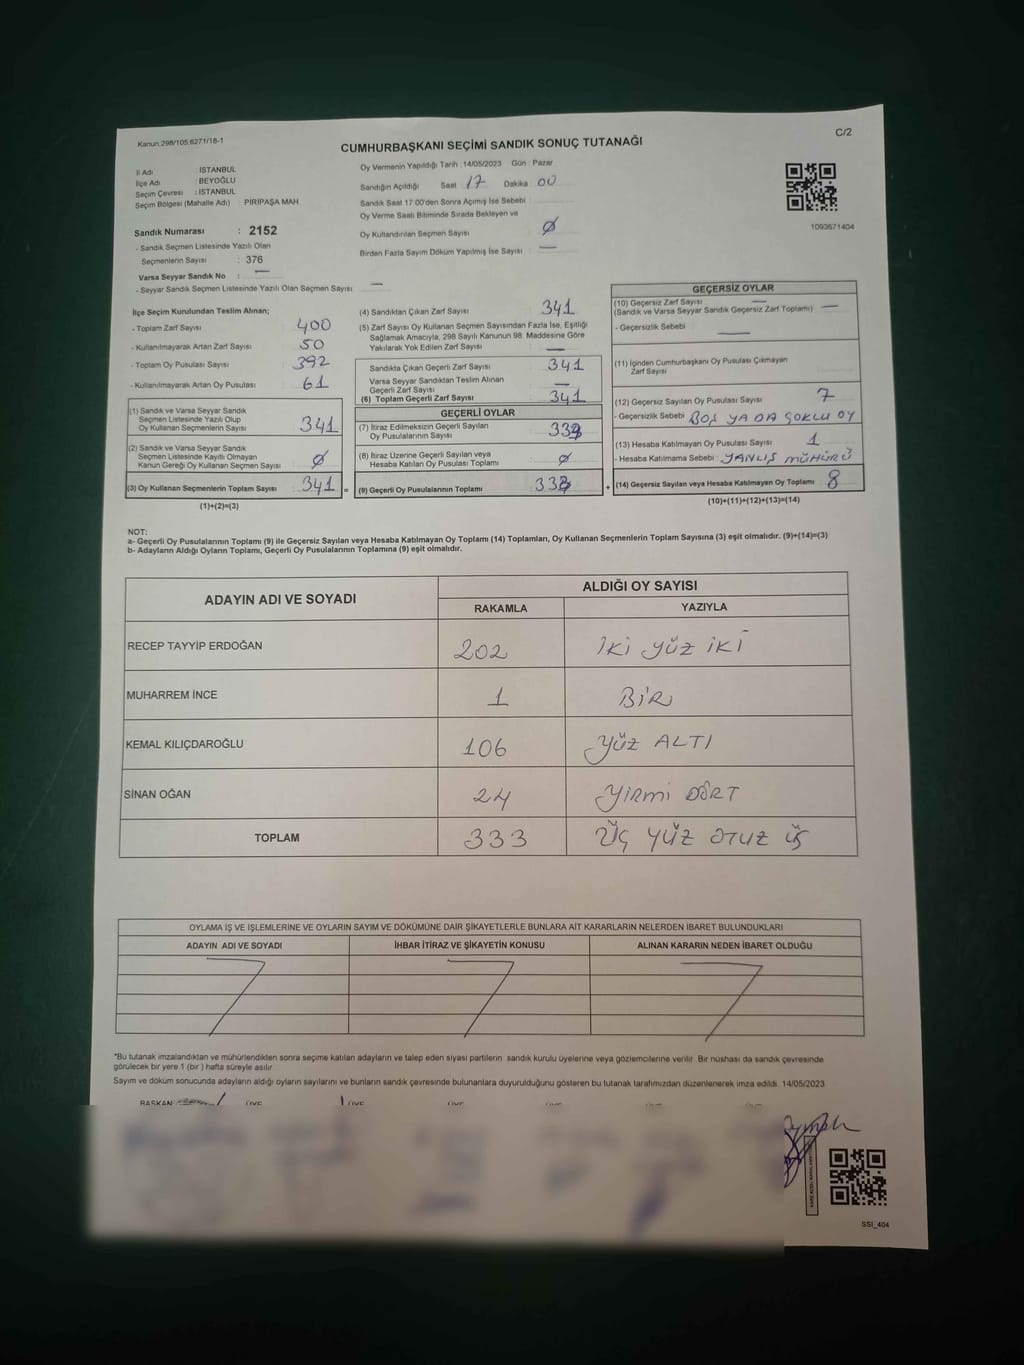 Kanun:298/105.6271/16-1
C/2
CUMHURBAŞKANI SEÇİMİ SANDIK SONUÇ TUTANAĞI
İl Adı : İSTANBUL
İlçe Adı : BEYOĞLU
Seçim Çevresi : İSTANBUL
Seçim Bölgesi (Mahalle Adı) : PİRİPAŞA MAH
Sandık Numarası : 2152
- Sandık Seçmen Listesinde Yazılı Olan
Seçmenlerin Sayısı : 376
Varsa Seyyar Sandık No : —
- Seyyar Sandık Seçmen Listesinde Yazılı Olan Seçmen Sayısı —
Oy Vermenin Yapıldığı Tarih : 14/05/2023 Gün : Pazar
Sandığın Açıldığı Saat 17 Dakika 00
Sandık Saat 17.00'den Sonra Açımış İse Sebebi
Oy Verme Saati Bitiminde Sırada Bekleyen ve
Oy Kullandırılan Seçmen Sayısı Ø
Birden Fazla Sayım Döküm Yapılmış İse Sayısı —
1093671404
İlçe Seçim Kurulundan Teslim Alınan;
- Toplam Zarf Sayısı 400
- Kullanılmayarak Artan Zarf Sayısı 50
- Toplam Oy Pusulası Sayısı 392
- Kullanılmayarak Artan Oy Pusulası 61
(1) Sandık ve Varsa Seyyar Sandık
Seçmen Listesinde Yazılı Olup
Oy Kullanan Seçmenlerin Sayısı 341
(2) Sandık ve Varsa Seyyar Sandık
Seçmen Listesinde Kayıtlı Olmayan
Kanun Gereği Oy Kullanan Seçmen Sayısı Ø
(3) Oy Kullanan Seçmenlerin Toplam Sayısı 341 =
(1)+(2)=(3)
(4) Sandıktan Çıkan Zarf Sayısı 341
(5) Zarf Sayısı Oy Kullanan Seçmen Sayısından Fazla İse, Eşitliği
Sağlamak Amacıyla, 298 Sayılı Kanunun 98. Maddesine Göre
Yakılarak Yok Edilen Zarf Sayısı —
Sandıkta Çıkan Geçerli Zarf Sayısı 341
Varsa Seyyar Sandıktan Teslim Alınan
Geçerli Zarf Sayısı —
(6) Toplam Geçerli Zarf Sayısı 341
GEÇERLİ OYLAR
(7) İtiraz Edilmeksizin Geçerli Sayılan
Oy Pusulalarının Sayısı 333
(8) İtiraz Üzerine Geçerli Sayılan veya
Hesaba Katılan Oy Pusulası Toplamı Ø
(9) Geçerli Oy Pusulalarının Toplamı 333 +
GEÇERSİZ OYLAR
(10) Geçersiz Zarf Sayısı —
(Sandık ve Varsa Seyyar Sandık Geçersiz Zarf Toplamı) —
- Geçersizlik Sebebi —
(11) İçinden Cumhurbaşkanı Oy Pusulası Çıkmayan
Zarf Sayısı
(12) Geçersiz Sayılan Oy Pusulası Sayısı 7
- Geçersizlik Sebebi BOŞ YA DA ÇOKLU OY
(13) Hesaba Katılmayan Oy Pusulası Sayısı 1
- Hesaba Katılmama Sebebi YANLIŞ MÜHÜRÜ
(14) Geçersiz Sayılan veya Hesaba Katılmayan Oy Toplamı 8
(10)+(11)+(12)+(13)=(14)
NOT:
a- Geçerli Oy Pusulalarının Toplamı (9) ile Geçersiz Sayılan veya Hesaba Katılmayan Oy Toplamı (14) Toplamları, Oy Kullanan Seçmenlerin Toplam Sayısına (3) eşit olmalıdır. (9)+(14)=(3)
b- Adayların Aldığı Oyların Toplamı, Geçerli Oy Pusulalarının Toplamına (9) eşit olmalıdır.
ADAYIN ADI VE SOYADI
ALDIĞI OY SAYISI
RAKAMLA YAZIYLA
RECEP TAYYİP ERDOĞAN 202 İKİ YÜZ İKİ
MUHARREM İNCE 1 BİR
KEMAL KILIÇDAROĞLU 106 YÜZ ALTI
SİNAN OĞAN 24 YİRMİ DÖRT
TOPLAM 333 ÜÇ YÜZ OTUZ ÜÇ
OYLAMA İŞ VE İŞLEMLERİNE VE OYLARIN SAYIM VE DÖKÜMÜNE DAİR ŞİKAYETLERLE BUNLARA AİT KARARLARIN NELERDEN İBARET BULUNDUKLARI
ADAYIN ADI VE SOYADI İHBAR İTİRAZ VE ŞİKAYETİN KONUSU ALINAN KARARIN NEDEN İBARET OLDUĞU
*Bu tutanak imzalandıktan ve mühürlendikten sonra seçime katılan adayların ve talep eden siyasi partilerin sandık kurulu üyelerine veya gözlemcilerine verilir. Bir nüshası da sandık çevresinde
görülecek bir yere 1 (bir) hafta süreyle asılır.
Sayım ve döküm sonucunda adayların aldığı oyların sayılarını ve bunların sandık çevresinde bulunanlara duyurulduğunu gösteren bu tutanak tarafımızdan düzenlenerek imza edildi. 14/05/2023
BAŞKAN ÜYE ÜYE ÜYE
SSI_404